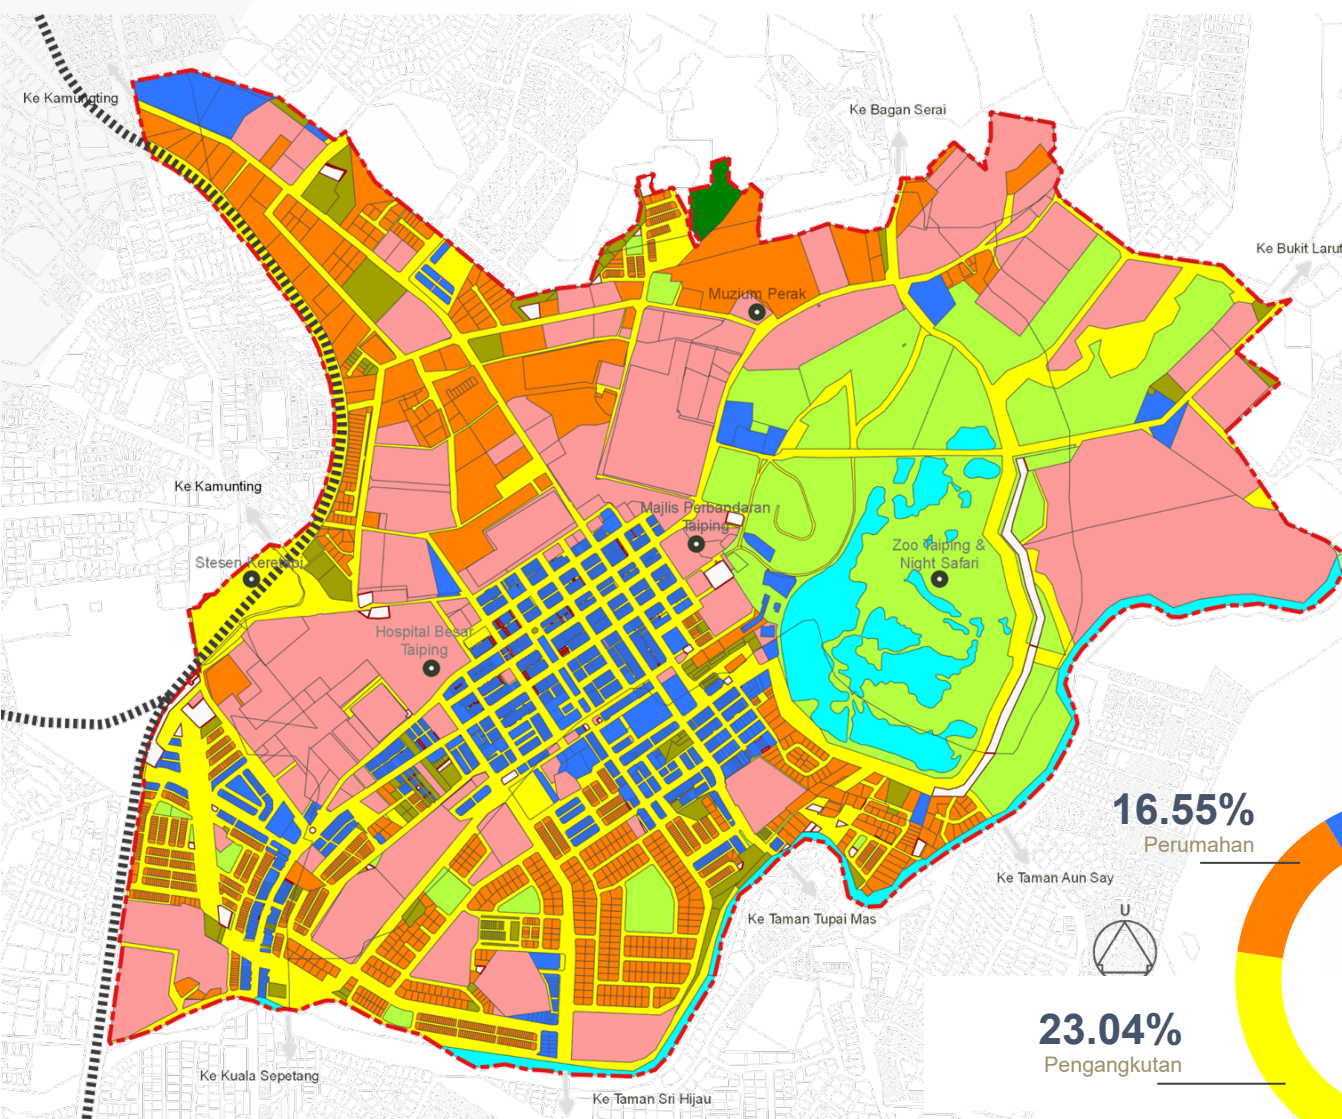 Ke Kamungting
Ke Bagan Serai
Ke Bukit Larut
Muzium Perak
Ke Kamunting
Majlis Perbandaran
Taiping
Stesen Keretapi
Zoo Taiping &
Night Safari
Hospital Besar
Taiping
16.55%
Perumahan
Ke Taman Aun Say
Ke Taman Tupai Mas
U
23.04%
Pengangkutan
Ke Kuala Sepetang
Ke Taman Sri Hijau